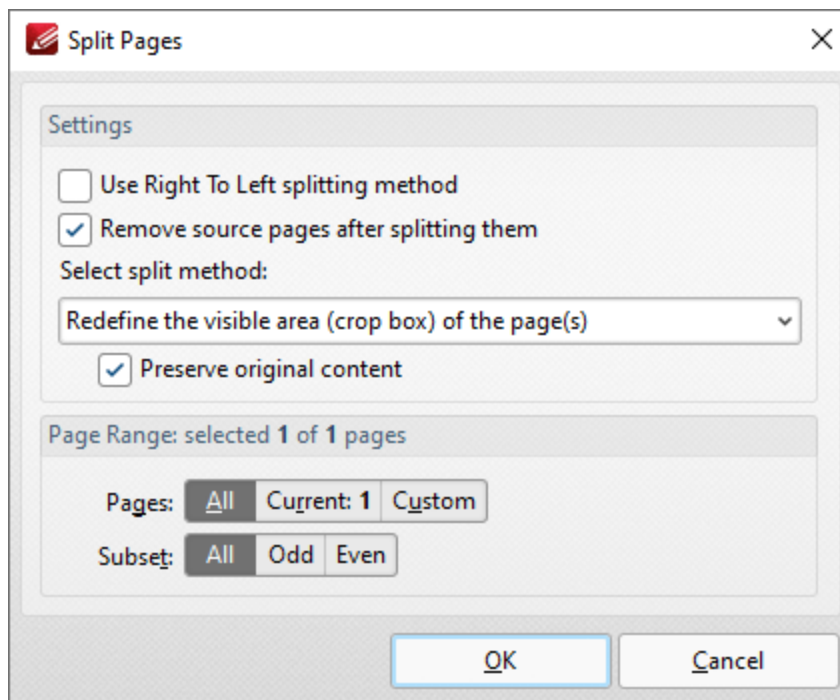 Split Pages
Settings
Use Right To Left splitting method
Remove source pages after splitting them
Select split method:
Redefine the visible area (crop box) of the page(s)
Preserve original content
Page Range: selected 1 of 1 pages
Pages: All Current: 1 Custom
Subset: All Odd Even
OK Cancel